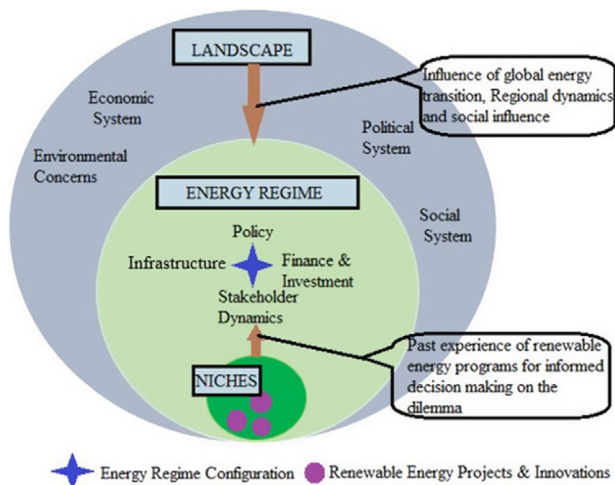 LANDSCAPE
Influence of global energy
transition, Regional dynamics
and social influence
Economic
System
Political
System
Environmental
Concerns
ENERGY REGIME
Social
System
Policy
Infrastructure
Finance &
Investment
Stakeholder
Dynamics
Past experience of renewable
energy programs for informed
decision making on the
dilemma
NICHES
Energy Regime Configuration
Renewable Energy Projects & Innovations